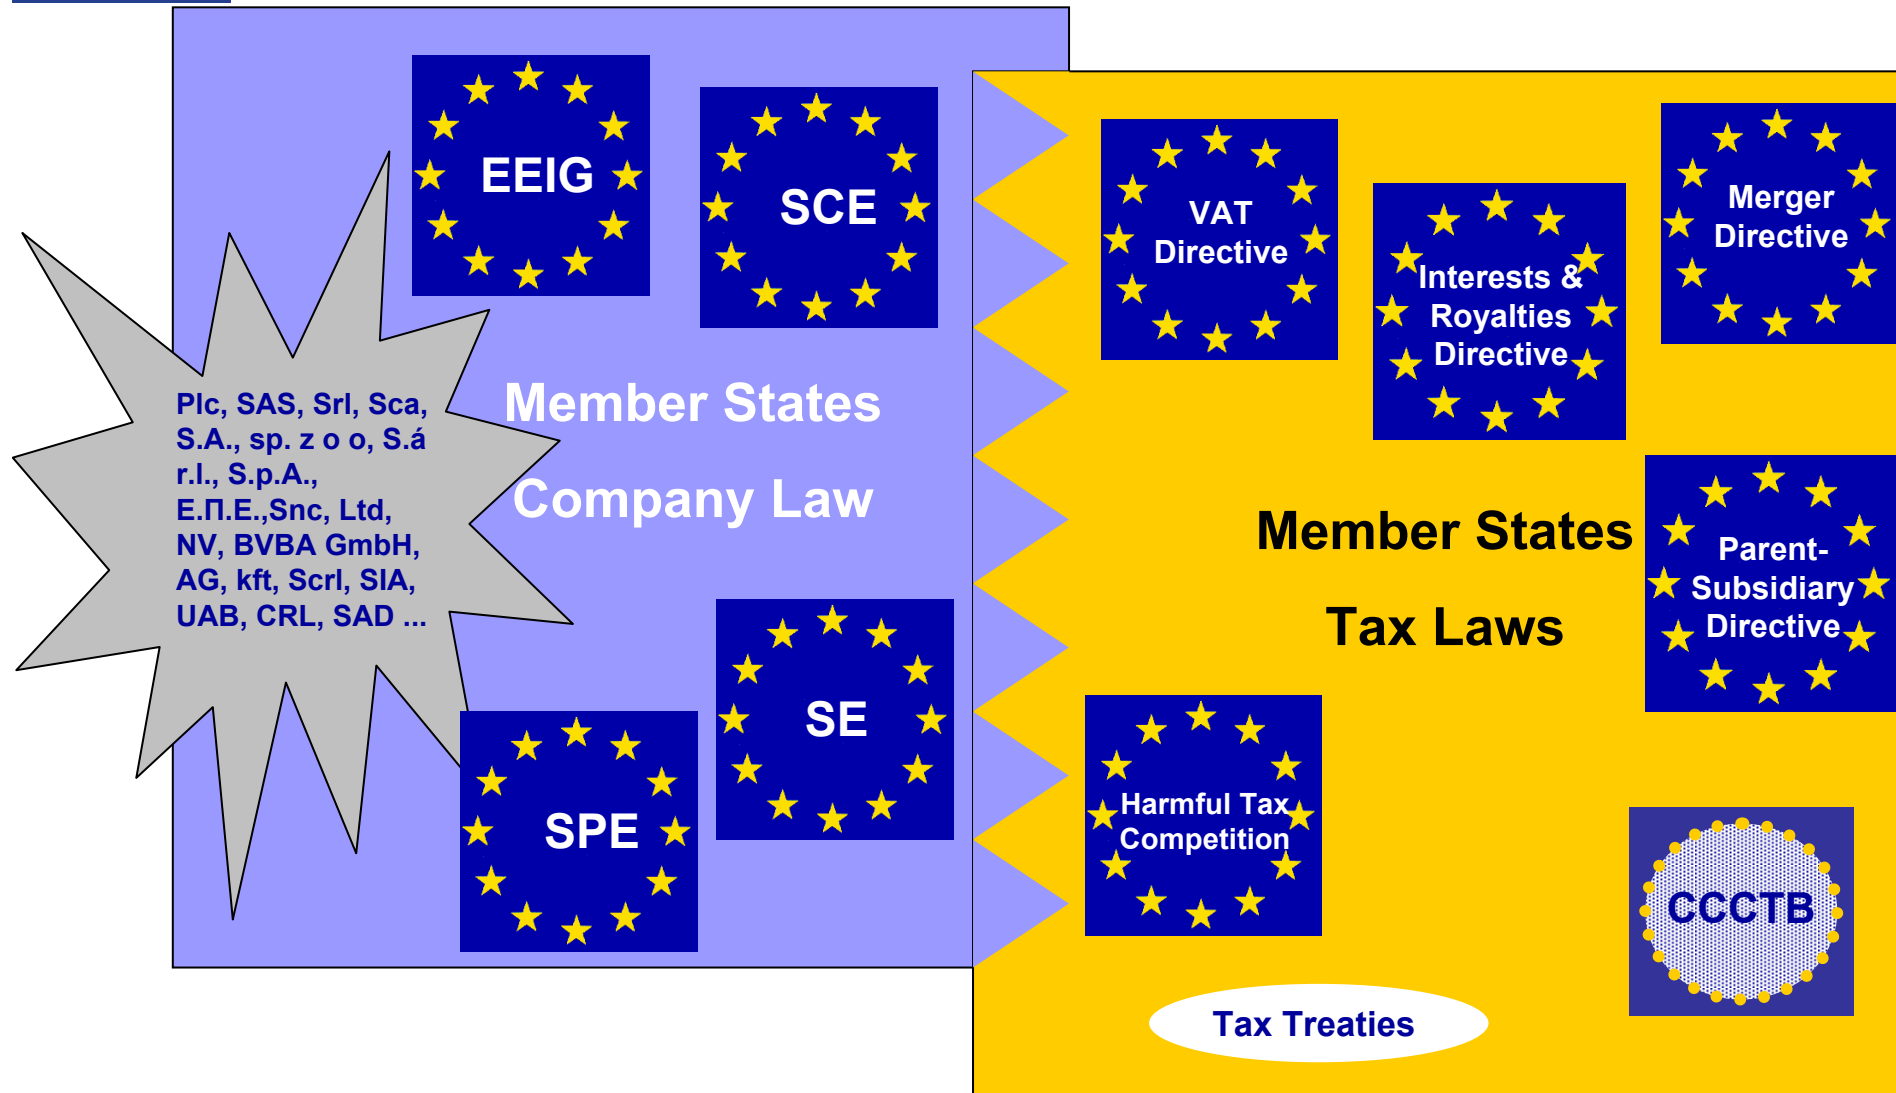 EEIG
SCE
Plc, SAS, Srl, Sca,
S.A., sp. z o o, S.á
r.l., S.p.A.,
Ε.Π.Ε.,Snc, Ltd,
NV, BVBA GmbH,
AG, kft, Scrl, SIA,
UAB, CRL, SAD ...
Member States
Company Law
SE
SPE
VAT
Directive
Interests &
Royalties
Directive
Merger
Directive
Member States
Tax Laws
Parent-
Subsidiary
Directive
Harmful Tax
Competition
CCCTB
Tax Treaties